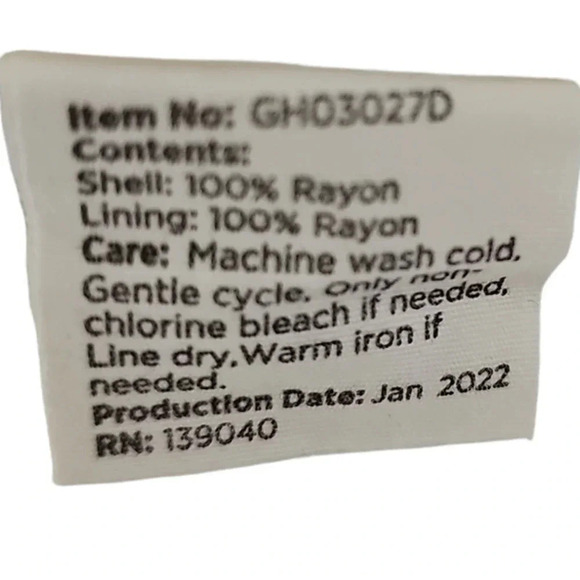 Item No: GH03027D
Contents:
Shell: 100% Rayon
Lining: 100% Rayon
Care: Machine wash cold.
Gentle cycle. Only non-
chlorine bleach if needed.
Line dry.Warm iron if
needed.
Production Date: Jan 2022
RN: 139040